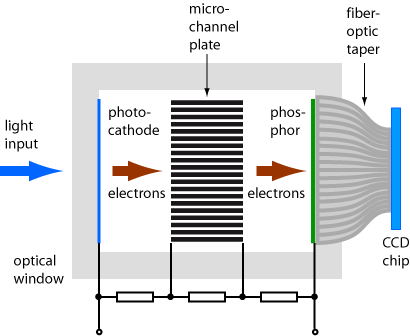 micro-
channel
plate
fiber-
optic
taper
light
input
photo-
cathode
phos-
phor
electrons
electrons
optical
window
CCD
chip